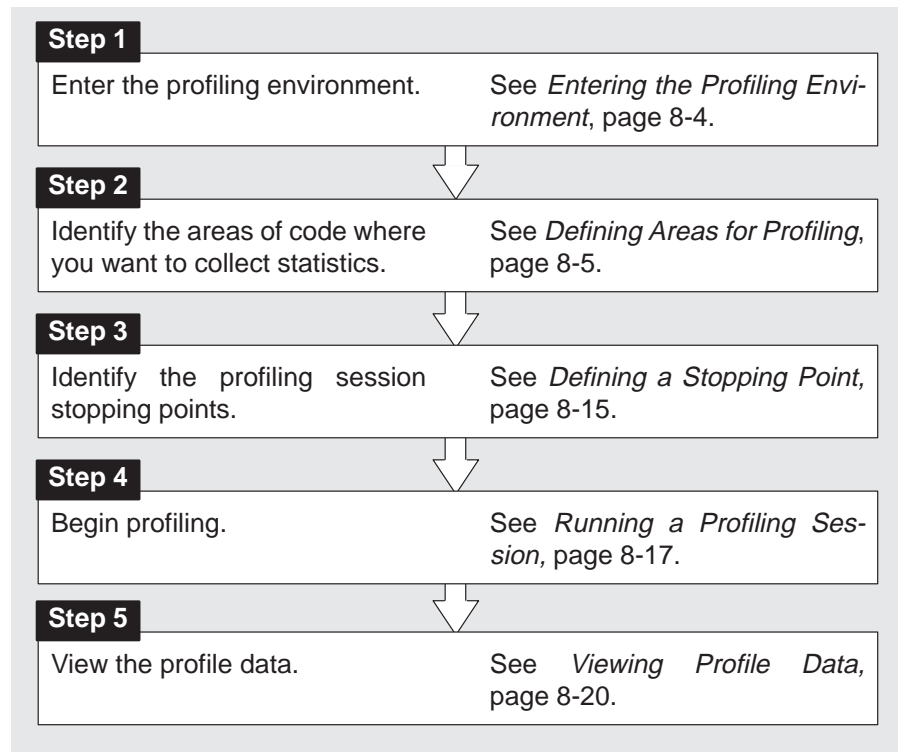 Step 1
Enter the profiling environment.
See Entering the Profiling Envi-
ronment, page 8-4.
Step 2
Identify the areas of code where
you want to collect statistics.
See Defining Areas for Profiling,
page 8-5.
Step 3
Identify the profiling session
stopping points.
See Defining a Stopping Point,
page 8-15.
Step 4
Begin profiling.
See Running a Profiling Ses-
sion, page 8-17.
Step 5
View the profile data.
See Viewing Profile Data,
page 8-20.